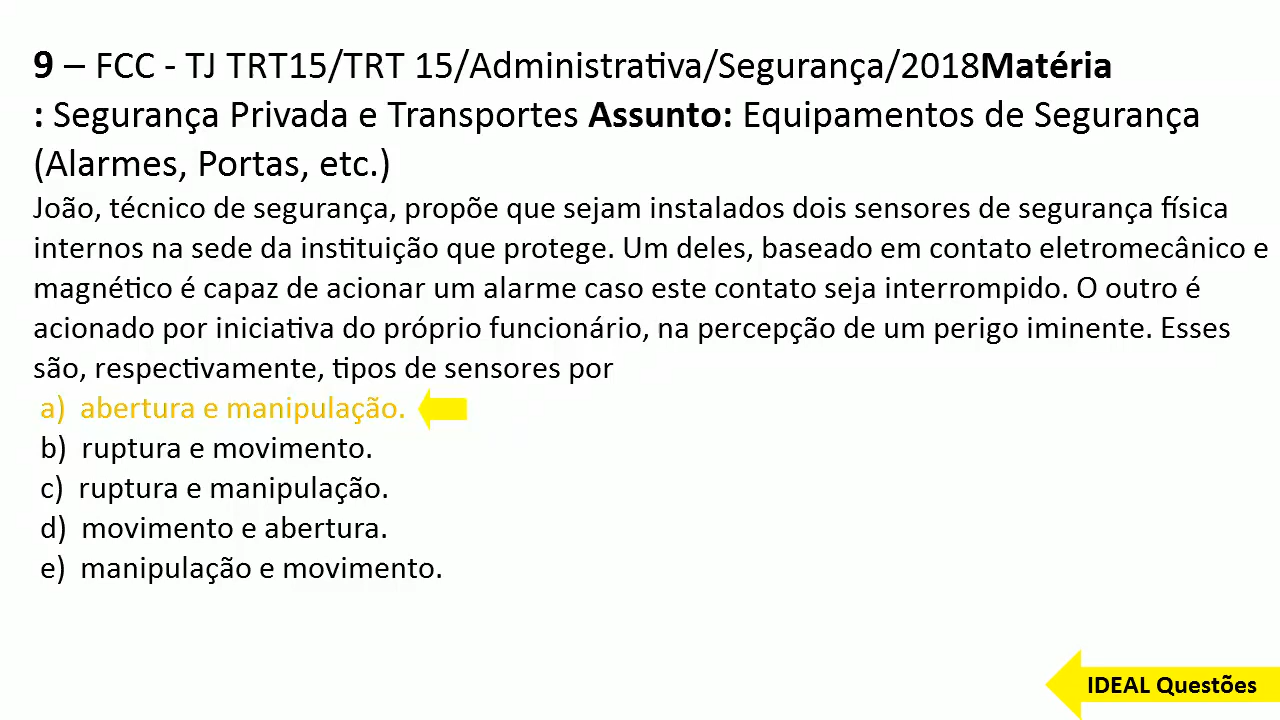 9 – FCC - TJ TRT15/TRT 15/Administrativa/Segurança/2018Matéria
: Segurança Privada e Transportes Assunto: Equipamentos de Segurança
(Alarmes, Portas, etc.)
João, técnico de segurança, propõe que sejam instalados dois sensores de segurança física
internos na sede da instituição que protege. Um deles, baseado em contato eletromecânico e
magnético é capaz de acionar um alarme caso este contato seja interrompido. O outro é
acionado por iniciativa do próprio funcionário, na percepção de um perigo iminente. Esses
são, respectivamente, tipos de sensores por
a) abertura e manipulação.
b) ruptura e movimento.
c) ruptura e manipulação.
d) movimento e abertura.
e) manipulação e movimento.
IDEAL Questões